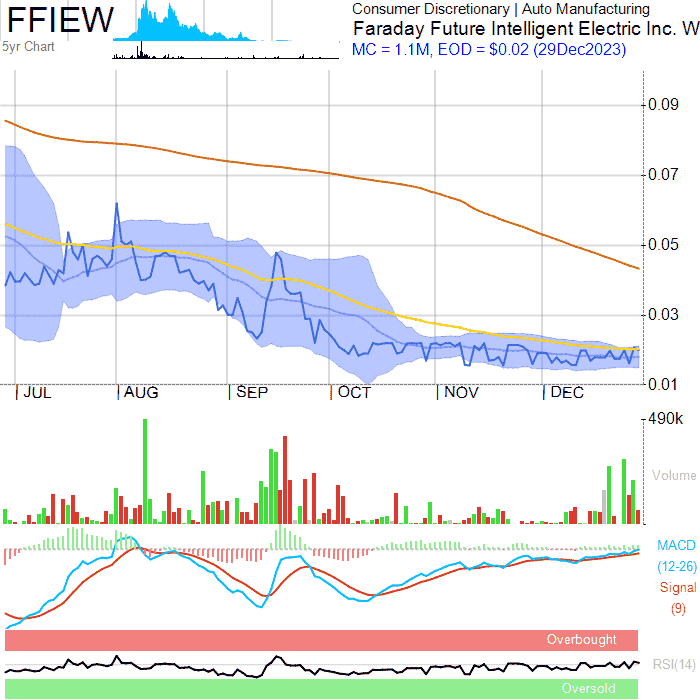 FFIEW
Consumer Discretionary | Auto Manufacturing
Faraday Future Intelligent Electric Inc. W
5yr Chart
MC = 1.1M, EOD = $0.02 (29Dec2023)
0.09
0.07
0.05
0.03
0.01
JUL AUG SEP OCT NOV DEC
490k
Volume
MACD
(12-26)
Signal
(9)
Overbought
RSI(14)
Oversold